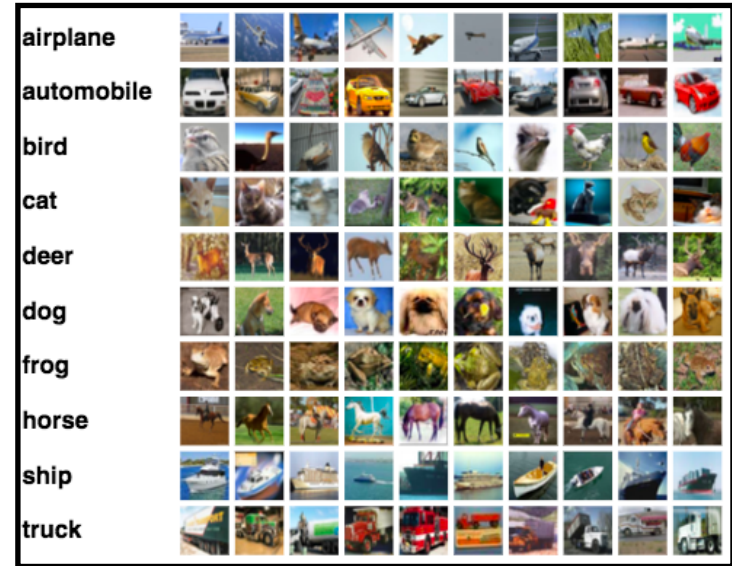 airplane
automobile
bird
cat
deer
dog
frog
horse
ship
truck